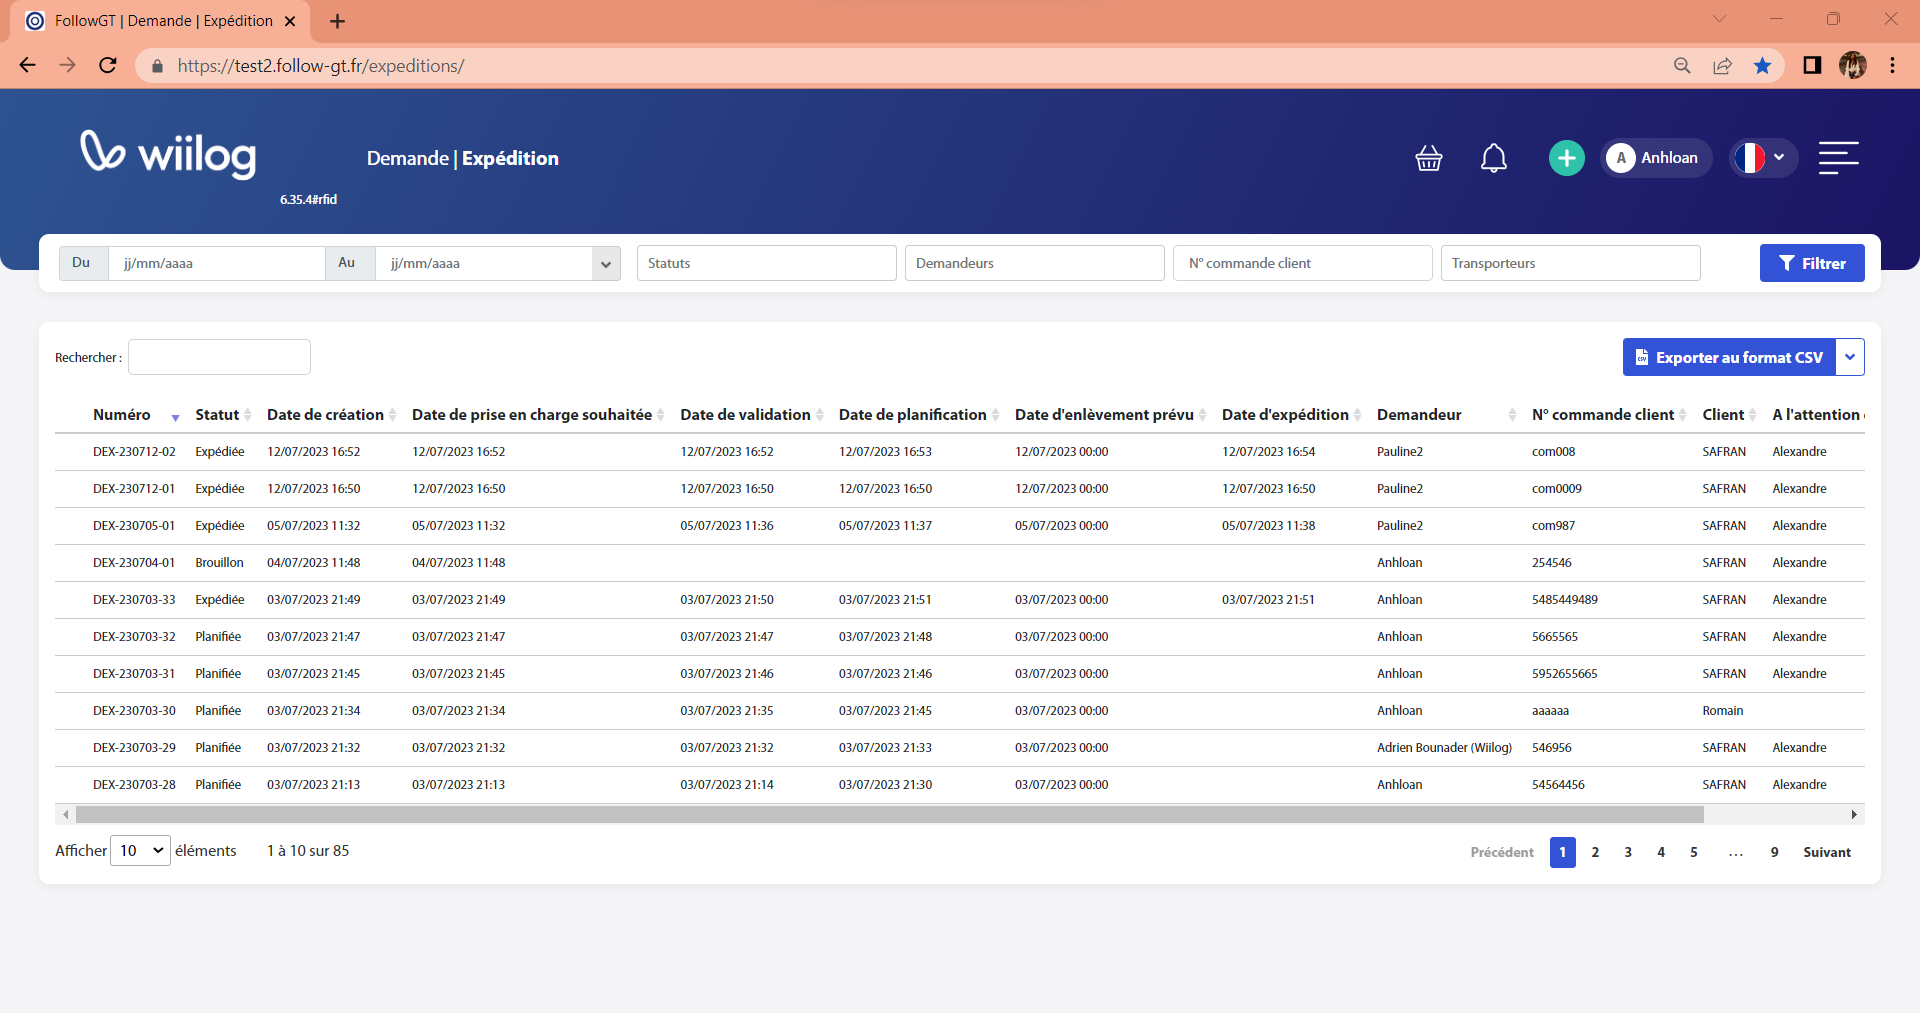 FollowGT | Demande | Expédition
https://test2.follow-gt.fr/expeditions/
wiilog
6.35.4#rfid
Demande | Expédition
A Anhloan
Du jj/mm/aaaa Au jj/mm/aaaa Statuts Demandeurs N° commande client Transporteurs Filtrer
Rechercher : Exporter au format CSV
Numéro Statut Date de création Date de prise en charge souhaitée Date de validation Date de planification Date d'enlèvement prévu Date d'expédition Demandeur N° commande client Client A l'attention
DEX-230712-02 Expédiée 12/07/2023 16:52 12/07/2023 16:52 12/07/2023 16:52 12/07/2023 16:53 12/07/2023 00:00 12/07/2023 16:54 Pauline2 com008 SAFRAN Alexandre
DEX-230712-01 Expédiée 12/07/2023 16:50 12/07/2023 16:50 12/07/2023 16:50 12/07/2023 16:50 12/07/2023 00:00 12/07/2023 16:50 Pauline2 com0009 SAFRAN Alexandre
DEX-230705-01 Expédiée 05/07/2023 11:32 05/07/2023 11:32 05/07/2023 11:36 05/07/2023 11:37 05/07/2023 00:00 05/07/2023 11:38 Pauline2 com987 SAFRAN Alexandre
DEX-230704-01 Brouillon 04/07/2023 11:48 04/07/2023 11:48 Anhloan 254546 SAFRAN Alexandre
DEX-230703-33 Expédiée 03/07/2023 21:49 03/07/2023 21:49 03/07/2023 21:50 03/07/2023 21:51 03/07/2023 00:00 03/07/2023 21:51 Anhloan 5485449489 SAFRAN Alexandre
DEX-230703-32 Planifiée 03/07/2023 21:47 03/07/2023 21:47 03/07/2023 21:47 03/07/2023 21:48 03/07/2023 00:00 Anhloan 5665565 SAFRAN Alexandre
DEX-230703-31 Planifiée 03/07/2023 21:45 03/07/2023 21:45 03/07/2023 21:46 03/07/2023 21:46 03/07/2023 00:00 Anhloan 5952655665 SAFRAN Alexandre
DEX-230703-30 Planifiée 03/07/2023 21:34 03/07/2023 21:34 03/07/2023 21:35 03/07/2023 21:45 03/07/2023 00:00 Anhloan aaaaaa Romain
DEX-230703-29 Planifiée 03/07/2023 21:32 03/07/2023 21:32 03/07/2023 21:32 03/07/2023 21:33 03/07/2023 00:00 Adrien Bounader (Wiilog) 546956 SAFRAN Alexandre
DEX-230703-28 Planifiée 03/07/2023 21:13 03/07/2023 21:13 03/07/2023 21:14 03/07/2023 21:30 03/07/2023 00:00 Anhloan 54564456 SAFRAN Alexandre
Afficher 10 éléments 1 à 10 sur 85 Précédent 1 2 3 4 5 ... 9 Suivant